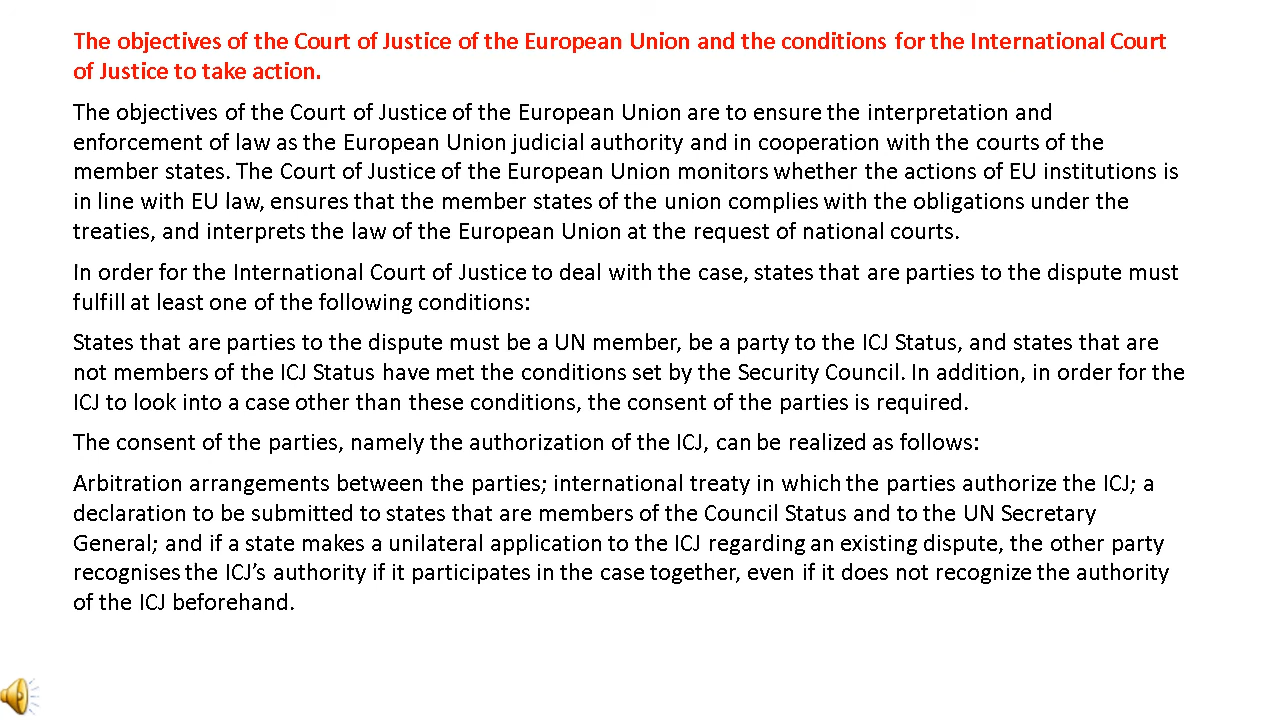 The objectives of the Court of Justice of the European Union and the conditions for the International Court
of Justice to take action.
The objectives of the Court of Justice of the European Union are to ensure the interpretation and
enforcement of law as the European Union judicial authority and in cooperation with the courts of the
member states. The Court of Justice of the European Union monitors whether the actions of EU institutions is
in line with EU law, ensures that the member states of the union complies with the obligations under the
treaties, and interprets the law of the European Union at the request of national courts.
In order for the International Court of Justice to deal with the case, states that are parties to the dispute must
fulfill at least one of the following conditions:
States that are parties to the dispute must be a UN member, be a party to the ICJ Status, and states that are
not members of the ICJ Status have met the conditions set by the Security Council. In addition, in order for the
ICJ to look into a case other than these conditions, the consent of the parties is required.
The consent of the parties, namely the authorization of the ICJ, can be realized as follows:
Arbitration arrangements between the parties; international treaty in which the parties authorize the ICJ; a
declaration to be submitted to states that are members of the Council Status and to the UN Secretary
General; and if a state makes a unilateral application to the ICJ regarding an existing dispute, the other party
recognises the ICJ’s authority if it participates in the case together, even if it does not recognize the authority
of the ICJ beforehand.